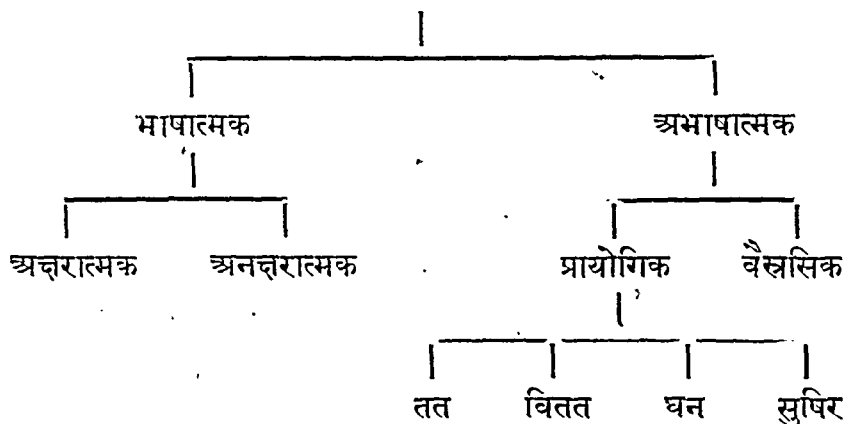 भाषात्मक अभाषात्मक
अक्षरात्मक अनक्षरात्मक प्रायोगिक वैस्रसिक
तत वितत घन सुषिर